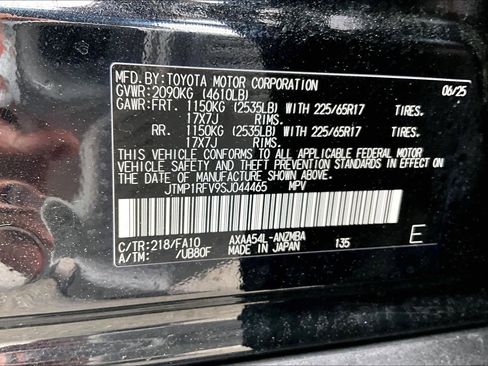 MFD. BY: TOYOTA MOTOR CORPORATION 06/25
GVWR: 2090KG (4610LB)
GAWR: FRT. 1150KG (2535LB) WITH 225/65R17 TIRES.
17X7J RIMS.
RR. 1150KG (2535LB) WITH 225/65R17 TIRES.
17X7J RIMS.
THIS VEHICLE CONFORMS TO ALL APPLICABLE FEDERAL MOTOR
VEHICLE SAFETY AND THEFT PREVENTION STANDARDS IN EFFECT ON
THE DATE OF MANUFACTURE SHOWN ABOVE.
JTMP1RFV9SJ044465 MPV
C/TR: 218/FA10 AXAA54L-ANZMBA
A/TM: /UB80F MADE IN JAPAN 135 E